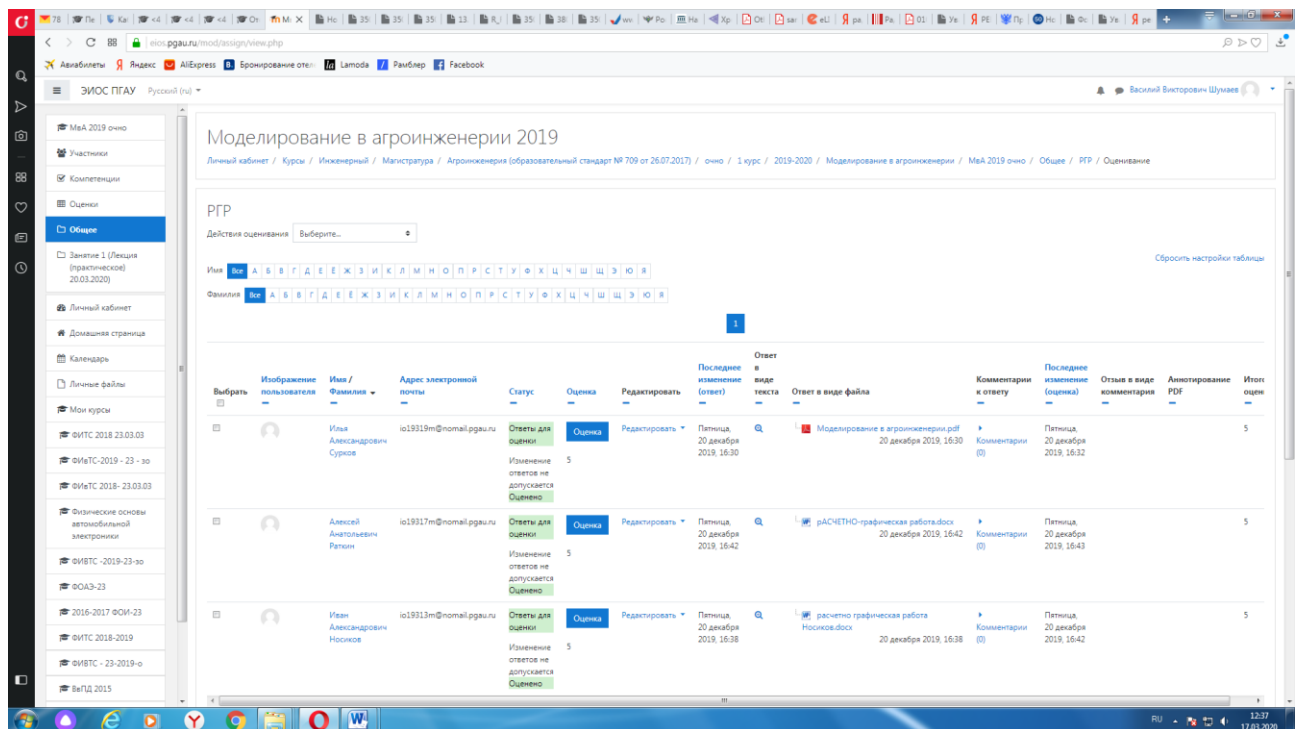 eios.pgau.ru/mod/assign/view.php
Авиабилеты Яндекс AliExpress Бронирование отел Lamoda Рамблер Facebook
ЭИОС ПГАУ Русский (ru)
Василий Викторович Шумаев
МвА 2019 очно
Участники
Компетенции
Оценки
Общее
Занятие 1 (Лекция
(практическое)
20.03.2020)
Личный кабинет
Домашняя страница
Календарь
Личные файлы
Мои курсы
ФИТС 2018 23.03.03
ФИвТС-2019 - 23 - зо
ФИвТС 2018- 23.03.03
Физические основы
автомобильной
электроники
ФИВТС -2019-23-зо
ФОАЭ-23
2016-2017 ФОИ-23
ФИТС 2018-2019
ФИВТС - 23-2019-о
ВеПД 2015
Моделирование в агроинженерии 2019
Личный кабинет / Курсы / Инженерный / Магистратура / Агроинженерия (образовательный стандарт № 709 от 26.07.2017) / очно / 1 курс / 2019-2020 / Моделирование в агроинженерии / МвА 2019 очно / Общее / РГР / Оценивание
РГР
Действия оценивания Выберите...
Сбросить настройки таблицы
Имя Все А Б В Г Д Е Ё Ж З И К Л М Н О П Р С Т У Ф Х Ц Ч Ш Щ Э Ю Я
Фамилия Все А Б В Г Д Е Ё Ж З И К Л М Н О П Р С Т У Ф Х Ц Ч Ш Щ Э Ю Я
1
Выбрать
Изображение
пользователя
Имя /
Фамилия
Адрес электронной
почты
Статус
Оценка
Редактировать
Последнее
изменение
(ответ)
Ответ
в
виде
текста
Ответ в виде файла
Комментарии
к ответу
Последнее
изменение
(оценка)
Отзыв в виде
комментария
Аннотирование
PDF
Итого
оцен
Илья
Александрович
Сурков
io19319m@nomail.pgau.ru
Ответы для
оценки
Изменение
ответов не
допускается
Оценено
Оценка
5
Редактировать
Пятница,
20 декабря
2019, 16:30
Моделирование в агроинженерии.pdf
20 декабря 2019, 16:30
Комментарии
(0)
Пятница,
20 декабря
2019, 16:32
5
Алексей
Анатольевич
Раткин
io19317m@nomail.pgau.ru
Ответы для
оценки
Изменение
ответов не
допускается
Оценено
Оценка
5
Редактировать
Пятница,
20 декабря
2019, 16:42
рАСЧЕТНО-графическая работа.docx
20 декабря 2019, 16:42
Комментарии
(0)
Пятница,
20 декабря
2019, 16:43
5
Иван
Александрович
Носиков
io19313m@nomail.pgau.ru
Ответы для
оценки
Изменение
ответов не
допускается
Оценено
Оценка
5
Редактировать
Пятница,
20 декабря
2019, 16:38
расчетно графическая работа
Носиков.docx
20 декабря 2019, 16:38
Комментарии
(0)
Пятница,
20 декабря
2019, 16:42
5
RU
12:37
17.03.2020